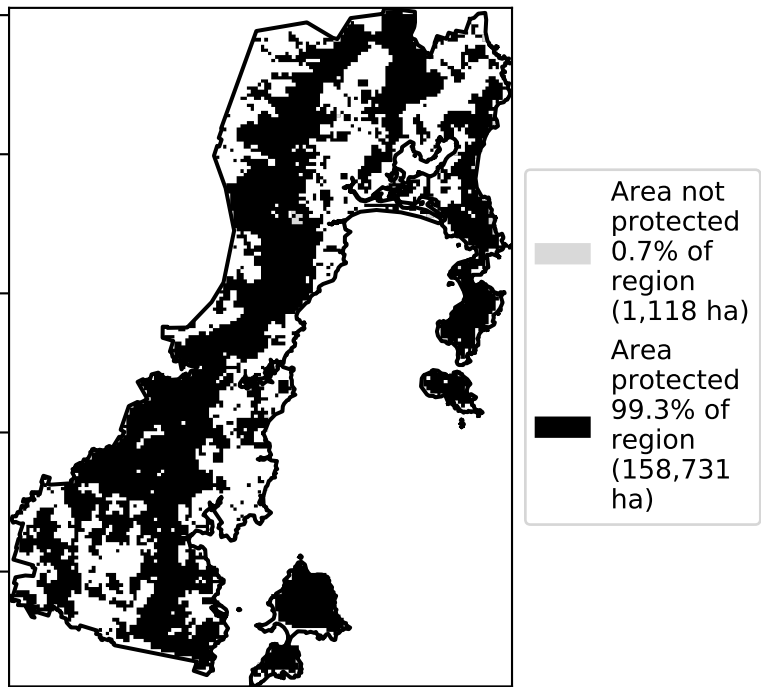 Area not
protected
0.7% of
region
(1,118 ha)
Area
protected
99.3% of
region
(158,731
ha)